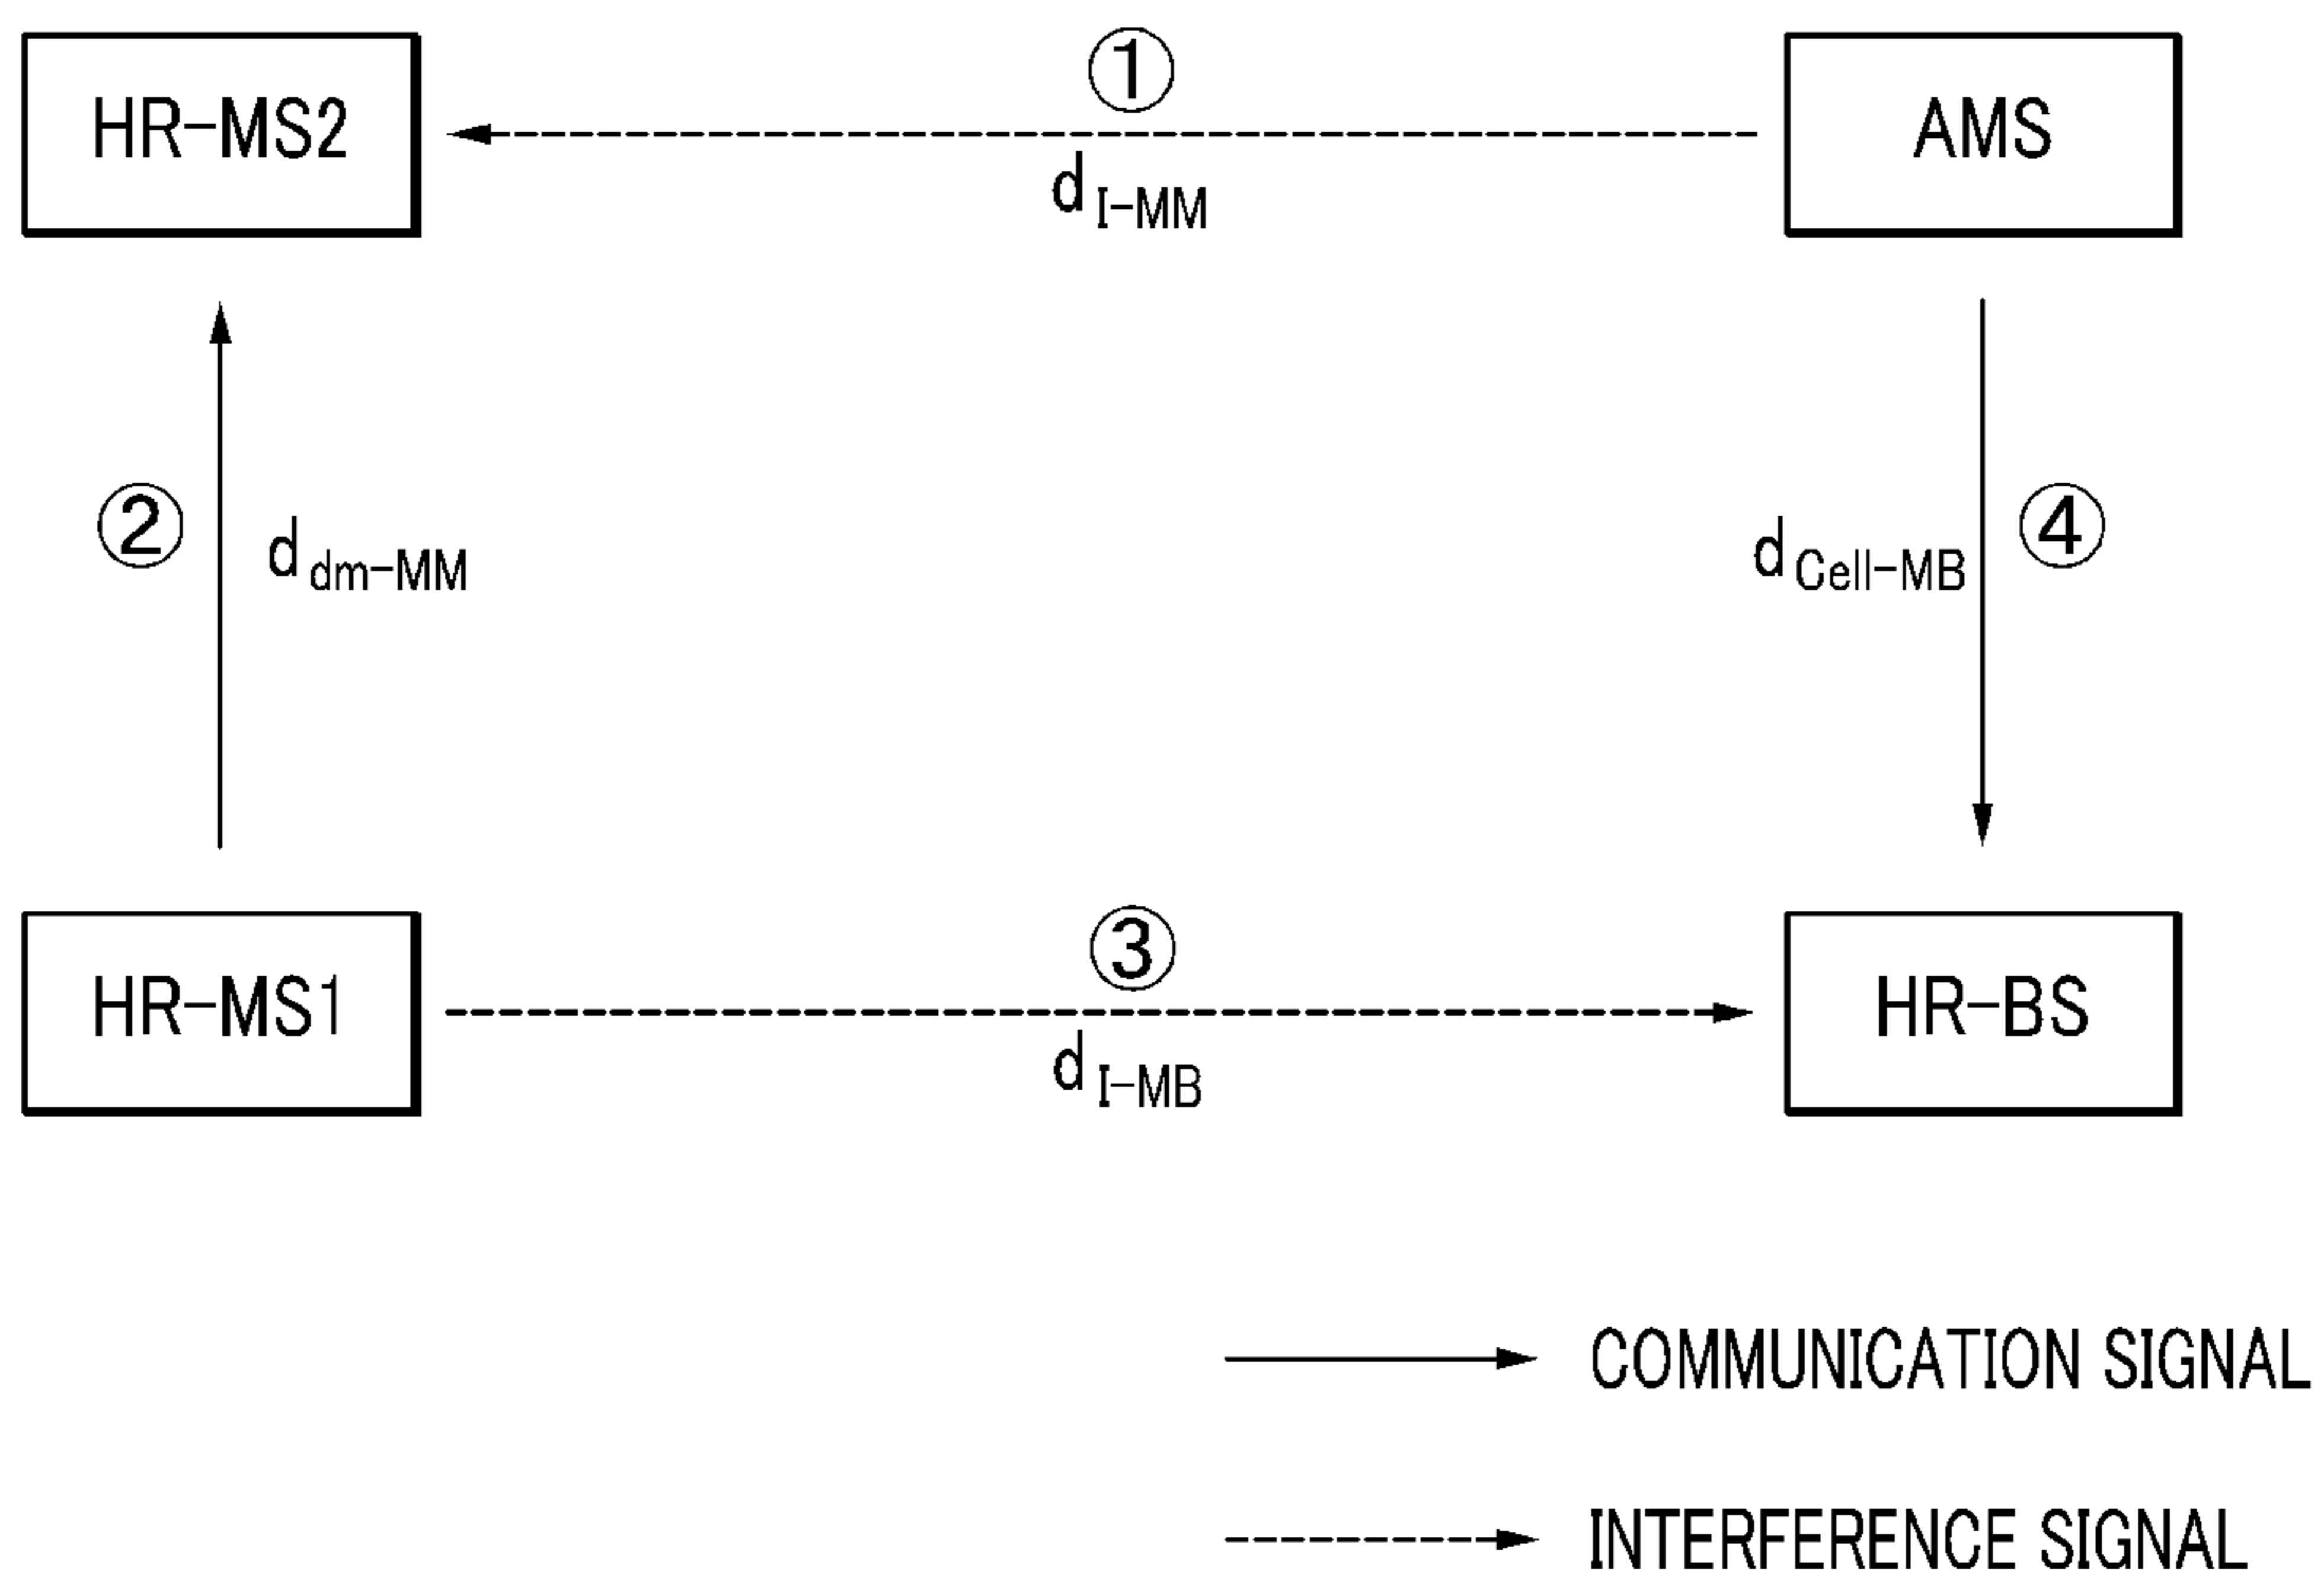 ①
HR-MS2
AMS
d I-MM
②
d dm-MM
d Cell-MB
④
③
HR-MS1
HR-BS
d I-MB
COMMUNICATION SIGNAL
INTERFERENCE SIGNAL